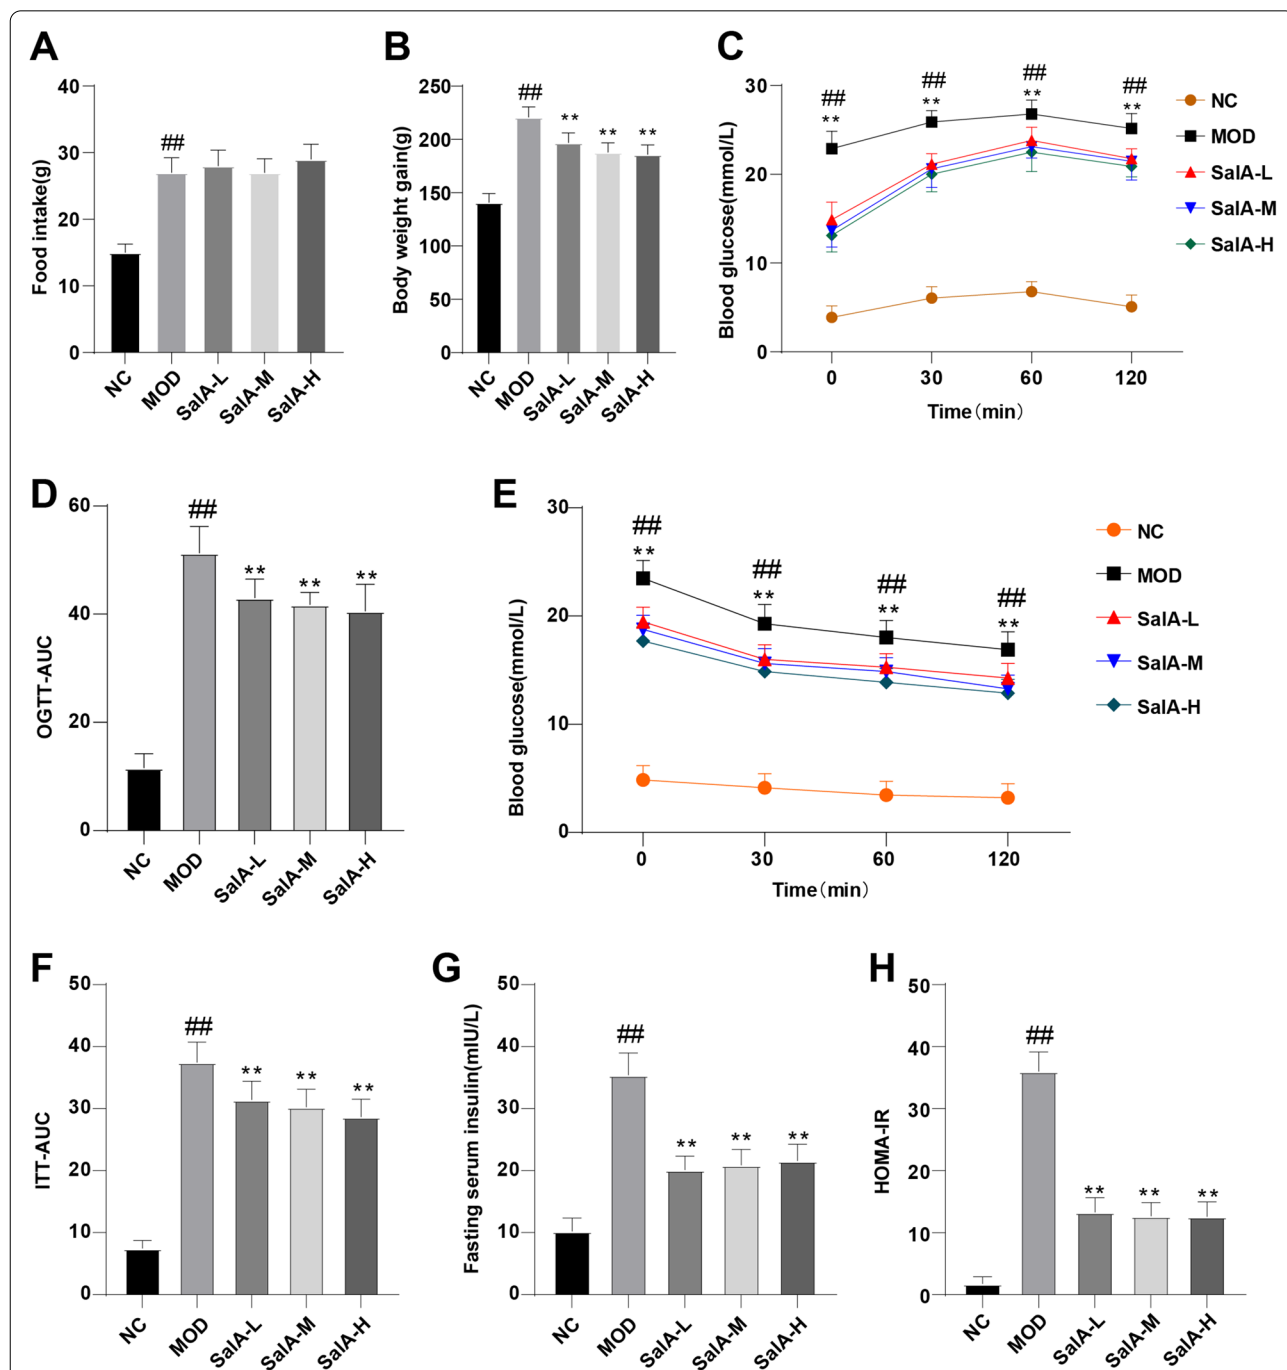 A
Food intake(g)
40
30
20
10
0
##
NC
MOD
SalA-L
SalA-M
SalA-H
B
Body weight gain(g)
250
200
150
100
50
0
##
**
**
**
NC
MOD
SalA-L
SalA-M
SalA-H
C
Blood glucose(mmol/L)
30
20
10
0
##
**
##
**
##
**
##
**
0
30
60
120
Time(min)
NC
MOD
SalA-L
SalA-M
SalA-H
D
OGTT-AUC
60
40
20
0
##
**
**
**
NC
MOD
SalA-L
SalA-M
SalA-H
E
Blood glucose(mmol/L)
30
20
10
0
##
**
##
**
##
**
##
**
0
30
60
120
Time(min)
NC
MOD
SalA-L
SalA-M
SalA-H
F
ITT-AUC
50
40
30
20
10
0
##
**
**
**
NC
MOD
SalA-L
SalA-M
SalA-H
G
Fasting serum insulin(mIU/L)
50
40
30
20
10
0
##
**
**
**
NC
MOD
SalA-L
SalA-M
SalA-H
H
HOMA-IR
50
40
30
20
10
0
##
**
**
**
NC
MOD
SalA-L
SalA-M
SalA-H